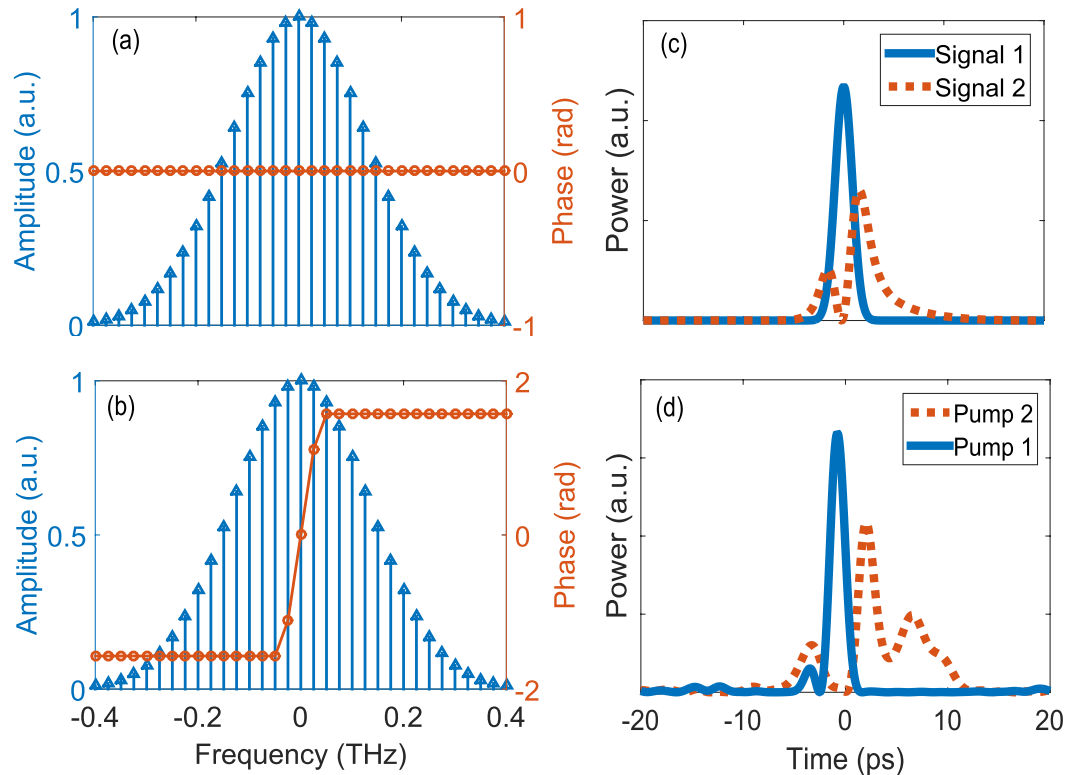 (a)
1
0.5
0
Amplitude (a.u.)
1
0
-1
Phase (rad)
(c)
Signal 1
Signal 2
Power (a.u.)
(b)
1
0.5
0
Amplitude (a.u.)
2
0
-2
Phase (rad)
-0.4
-0.2
0
0.2
0.4
Frequency (THz)
(d)
Pump 2
Pump 1
Power (a.u.)
-20
-10
0
10
20
Time (ps)